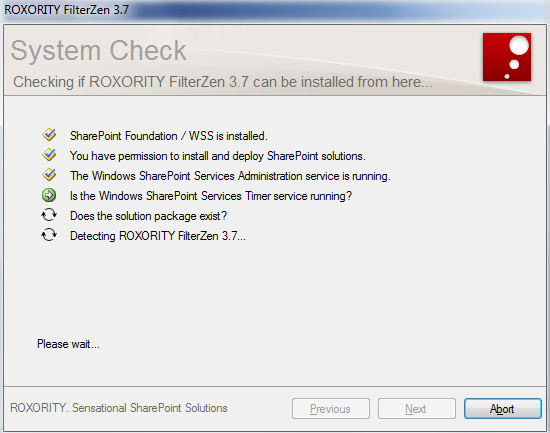 ROXORITY FilterZen 3.7
System Check
Checking if ROXORITY FilterZen 3.7 can be installed from here...
SharePoint Foundation / WSS is installed.
You have permission to install and deploy SharePoint solutions.
The Windows SharePoint Services Administration service is running.
Is the Windows SharePoint Services Timer service running?
Does the solution package exist?
Detecting ROXORITY FilterZen 3.7...
Please wait...
ROXORITY. Sensational SharePoint Solutions
Previous
Next
Abort